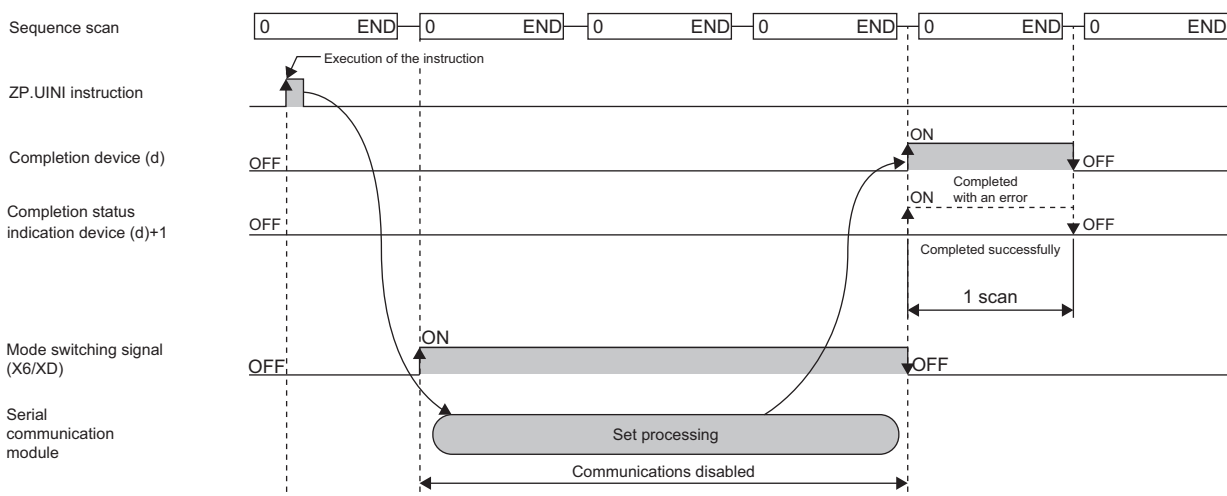 Sequence scan
0 END 0 END 0 END 0 END 0 END 0 END
Execution of the instruction
ZP.UINI instruction
ON
Completion device (d)
OFF
OFF
Completed
with an error
ON
Completion status
indication device (d)+1
OFF
OFF
Completed successfully
1 scan
ON
Mode switching signal
(X6/XD)
OFF
OFF
Serial
communication
module
Set processing
Communications disabled